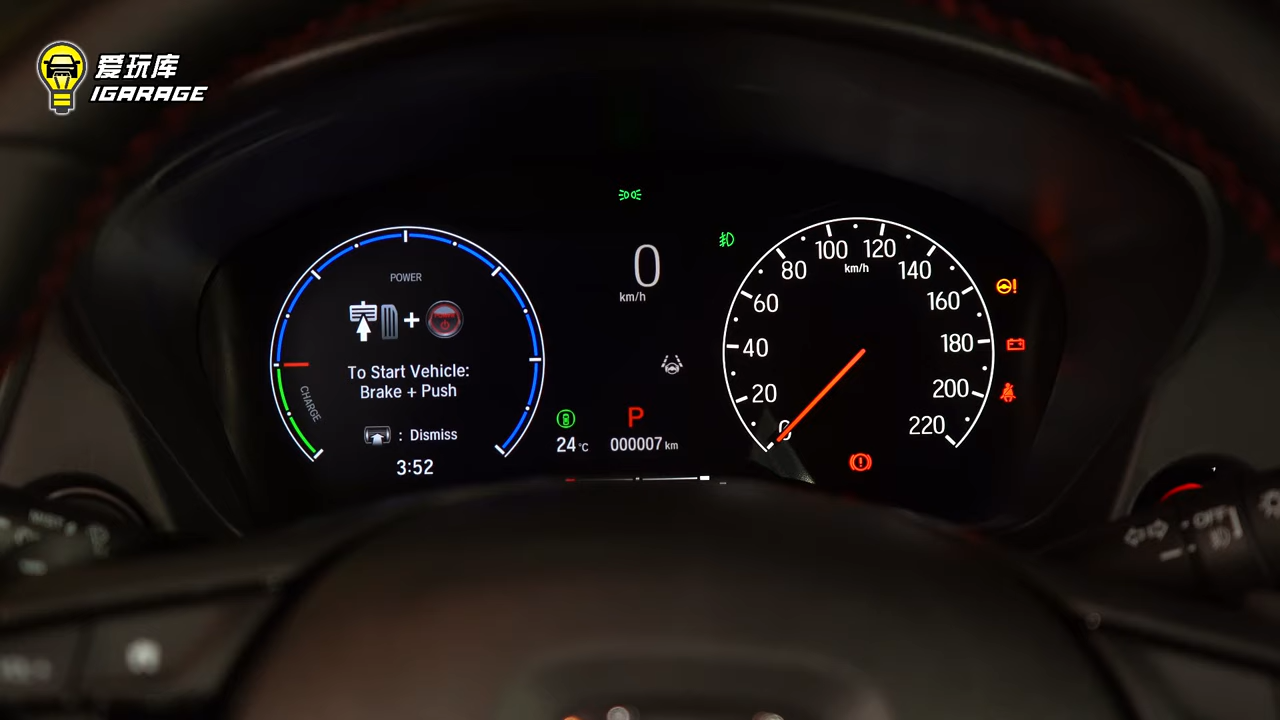 爱玩库
IGARAGE
POWER
To Start Vehicle:
Brake + Push
CHARGE
: Dismiss
3:52
0
km/h
24 °C
P
000007 km
0
20
40
60
80
100
120
140
160
180
200
220
km/h
OFF